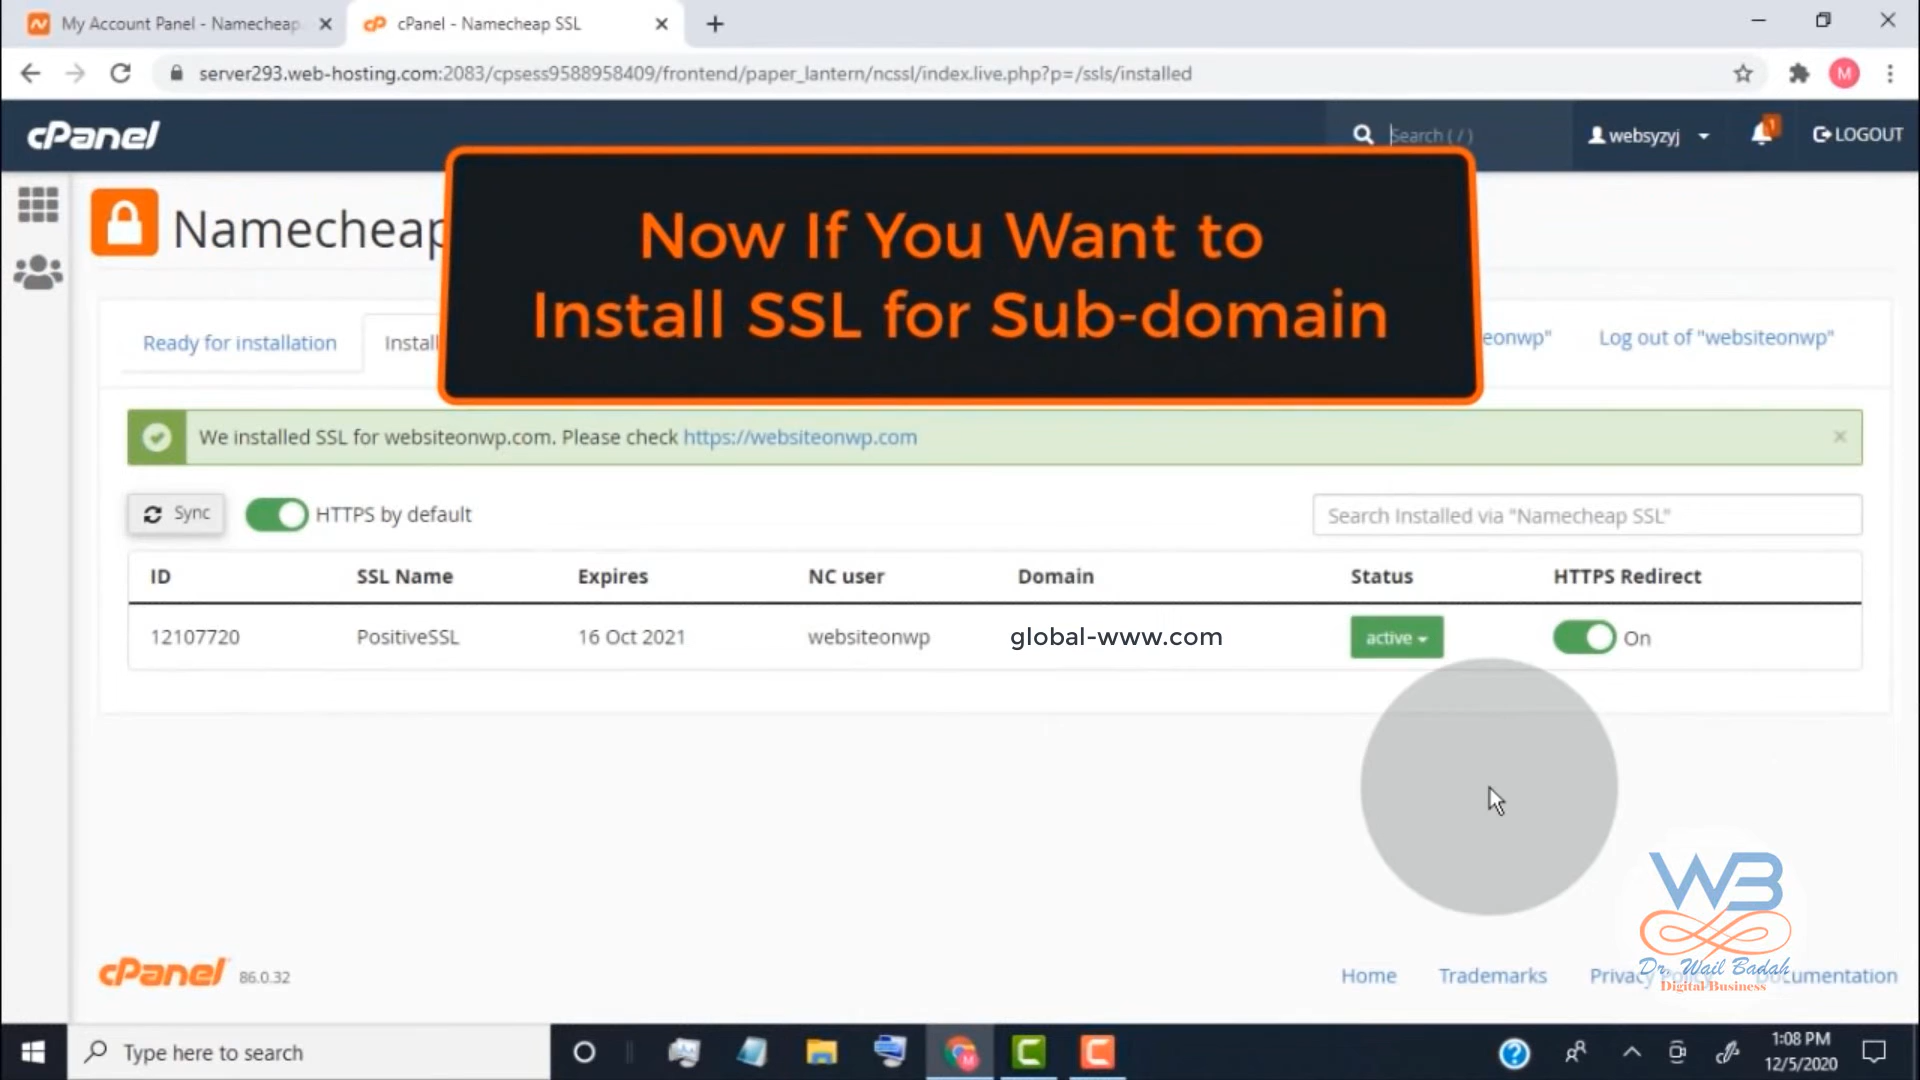 My Account Panel - Namecheap
cPanel - Namecheap SSL
server293.web-hosting.com:2083/cpsess9588958409/frontend/paper_lantern/ncssl/index.live.php?p=/ssls/installed
M
cPanel
Search ( / )
websyzyj
1
LOGOUT
Namecheap
Now If You Want to
Install SSL for Sub-domain
Ready for installation
Install
eonwp"
Log out of "websiteonwp"
We installed SSL for websiteonwp.com. Please check https://websiteonwp.com
Sync
HTTPS by default
Search Installed via "Namecheap SSL"
ID SSL Name Expires NC user Domain Status HTTPS Redirect
12107720 PositiveSSL 16 Oct 2021 websiteonwp global-www.com active On
WB
Dr. Wail Badah
Digital Business
cPanel 86.0.32
Home Trademarks Privacy Policy Documentation
Type here to search
1:08 PM
12/5/2020